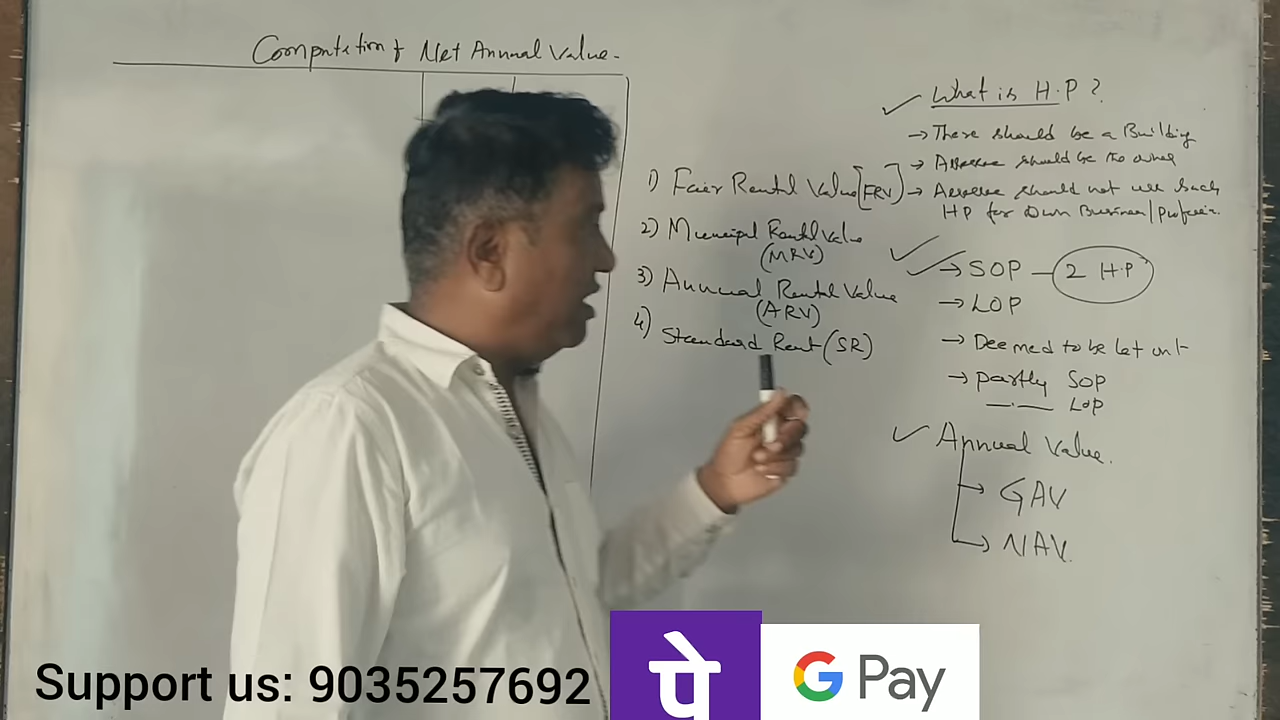 Computation of Net Annual Value.
1) Fair Rental Value [FRV]
2) Muncipal Rental Value
(MRV)
3) Annual Rental Value
(ARV)
4) Standard Rent (SR)
What is H.P?
→ There should be a Building
→ Assessee should be the owner
→ Assessee should not use such
HP for Own Business/Profession.
→ SOP — 2 H.P
→ LOP
→ Deemed to be let out
→ Partly SOP
LOP
Annual Value.
→ GAV
→ NAV.
Support us: 9035257692
पे
G Pay